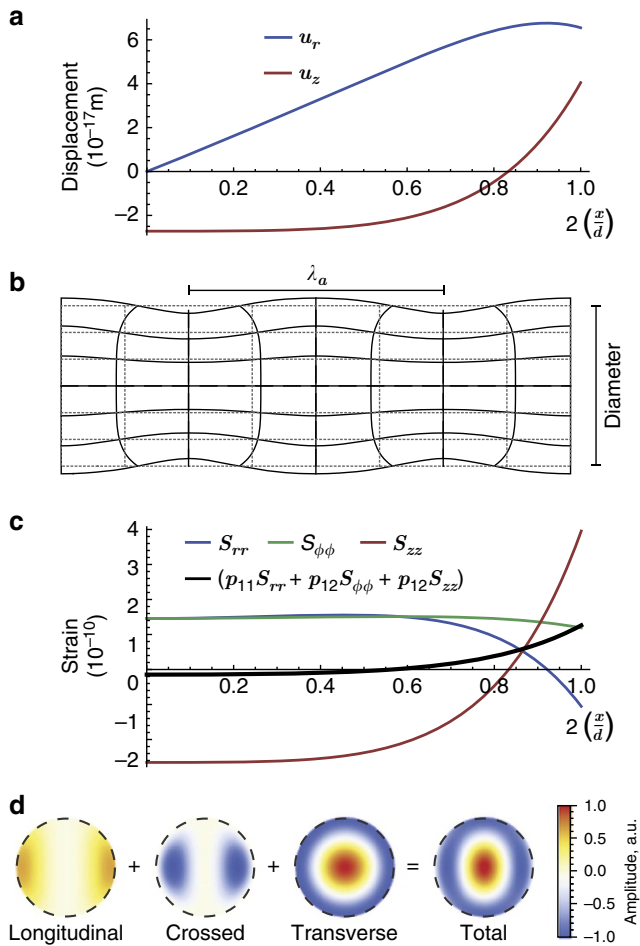 a
6
4
2
0
−2
Displacement
(10⁻¹⁷m)
u_r
u_z
0.2 0.4 0.6 0.8 1.0
2 (x/d)
b
λ_a
Diameter
c
4
3
2
1
0
−1
−2
Strain
(10⁻¹⁰)
S_rr S_ϕϕ S_zz
(p₁₁S_rr + p₁₂S_ϕϕ + p₁₂S_zz)
0.2 0.4 0.6 0.8 1.0
2 (x/d)
d
+ + =
Longitudinal Crossed Transverse Total
1.0
0.5
0.0
−0.5
−1.0
Amplitude, a.u.